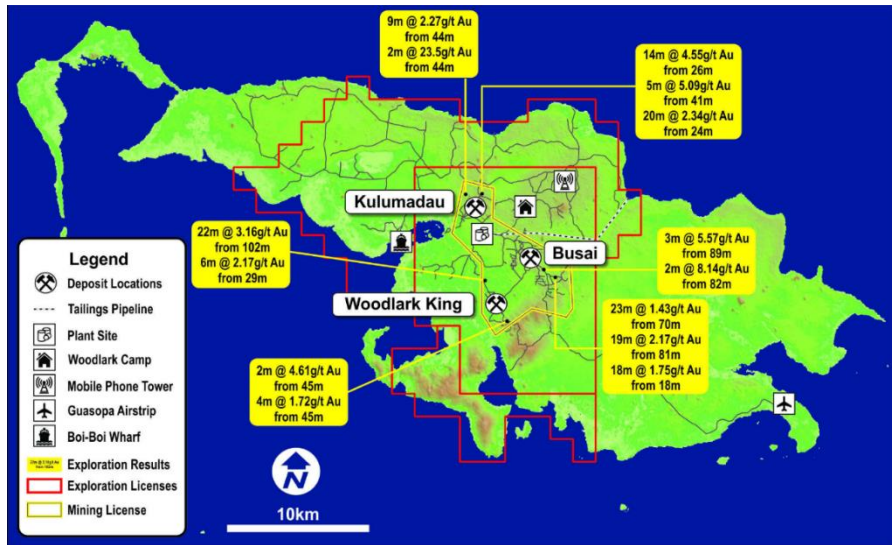 9m @ 2.27g/t Au
from 44m
2m @ 23.5g/t Au
from 44m
14m @ 4.55g/t Au
from 26m
5m @ 5.09g/t Au
from 41m
20m @ 2.34g/t Au
from 24m
Kulumadau
22m @ 3.16g/t Au
from 102m
6m @ 2.17g/t Au
from 29m
Busai
3m @ 5.57g/t Au
from 89m
2m @ 8.14g/t Au
from 82m
Woodlark King
23m @ 1.43g/t Au
from 70m
19m @ 2.17g/t Au
from 81m
18m @ 1.75g/t Au
from 18m
2m @ 4.61g/t Au
from 45m
4m @ 1.72g/t Au
from 45m
Legend
Deposit Locations
Tailings Pipeline
Plant Site
Woodlark Camp
Mobile Phone Tower
Guasopa Airstrip
Boi-Boi Wharf
Exploration Results
Exploration Licenses
Mining License
N
10km